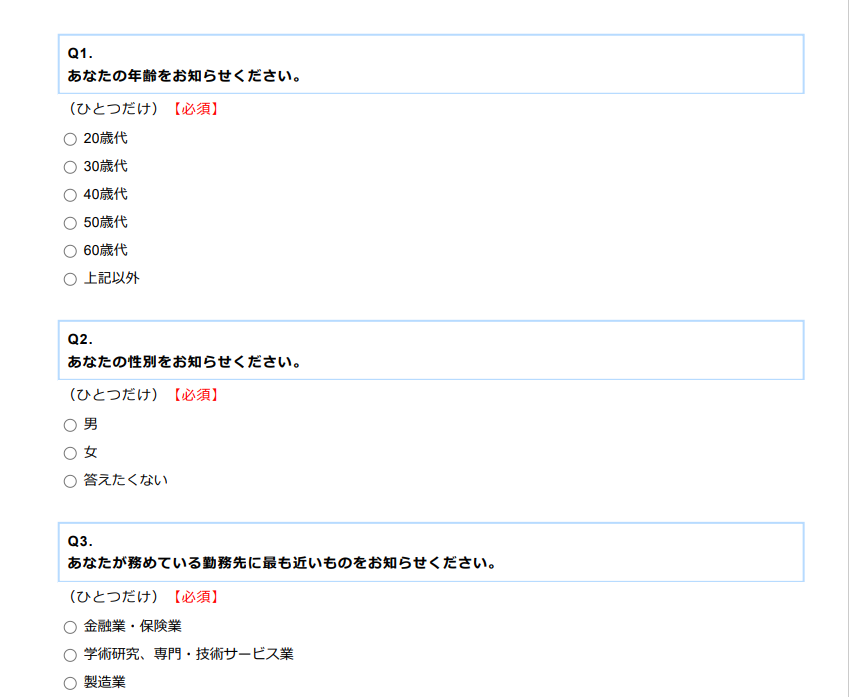 Q1.
あなたの年齢をお知らせください。
（ひとつだけ）【必須】
20歳代
30歳代
40歳代
50歳代
60歳代
上記以外
Q2.
あなたの性別をお知らせください。
（ひとつだけ）【必須】
男
女
答えたくない
Q3.
あなたが務めている勤務先に最も近いものをお知らせください。
（ひとつだけ）【必須】
金融業・保険業
学術研究、専門・技術サービス業
製造業